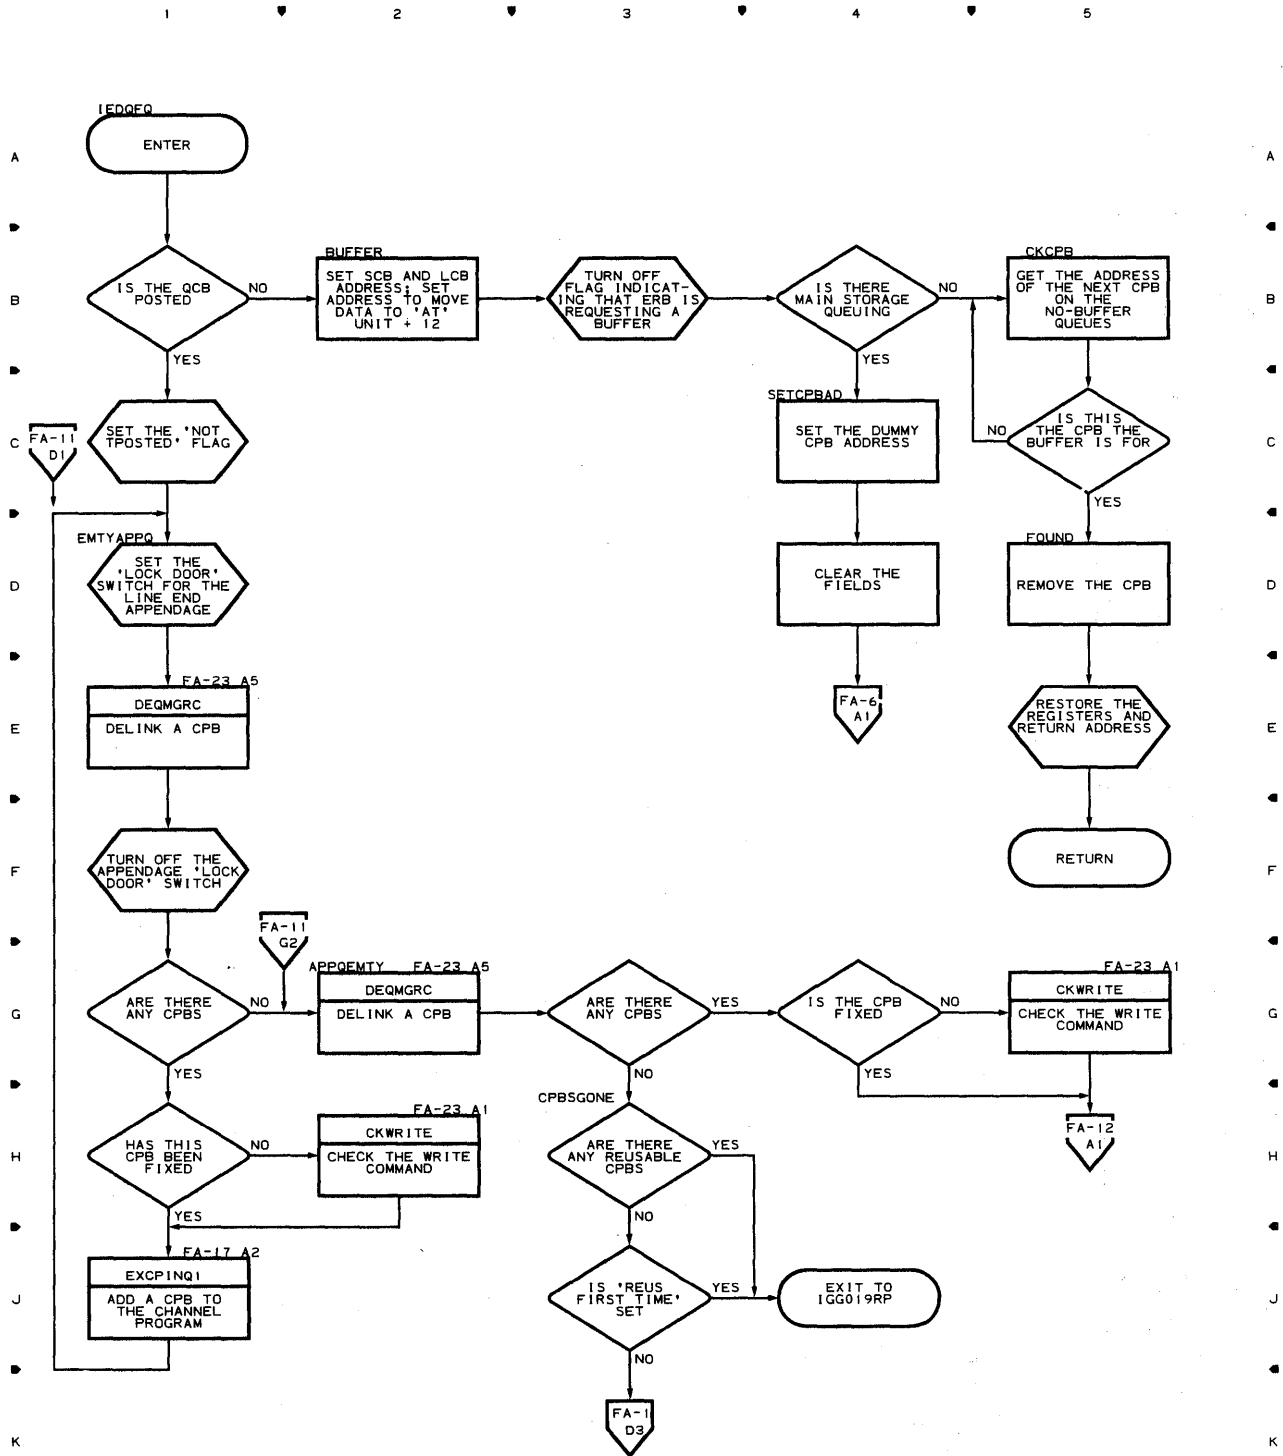 1 2 3 4 5
IEDQFQ
ENTER
A A
BUFFER CKCPB
IS THE QCB
POSTED
NO
YES
SET SCB AND LCB
ADDRESS; SET
ADDRESS TO MOVE
DATA TO 'AT'
UNIT + 12
TURN OFF
FLAG INDICAT-
ING THAT ERB IS
REQUESTING A
BUFFER
IS THERE
MAIN STORAGE
QUEUING
NO
YES
GET THE ADDRESS
OF THE NEXT CPB
ON THE
NO-BUFFER
QUEUES
B B
FA-11
D1
SET THE 'NOT
TPOSTED' FLAG
SETCPBAD
SET THE DUMMY
CPB ADDRESS
IS THIS
THE CPB THE
BUFFER IS FOR
NO
YES
C C
EMTYAPPQ
SET THE
'LOCK DOOR'
SWITCH FOR THE
LINE END
APPENDAGE
CLEAR THE
FIELDS
FOUND
REMOVE THE CPB
D D
FA-23 A5
DEQMGRC
DELINK A CPB
FA-6
A1
RESTORE THE
REGISTERS AND
RETURN ADDRESS
E E
TURN OFF THE
APPENDAGE 'LOCK
DOOR' SWITCH
RETURN
F F
FA-11
G2
ARE THERE
ANY CPBS
NO
YES
APPQEMTY FA-23 A5
DEQMGRC
DELINK A CPB
ARE THERE
ANY CPBS
YES
NO
IS THE CPB
FIXED
NO
YES
FA-23 A1
CKWRITE
CHECK THE WRITE
COMMAND
G G
HAS THIS
CPB BEEN
FIXED
NO
YES
FA-23 A1
CKWRITE
CHECK THE WRITE
COMMAND
CPBSGONE
ARE THERE
ANY REUSABLE
CPBS
YES
NO
FA-12
A1
H H
FA-17 A2
EXCPINQ1
ADD A CPB TO
THE CHANNEL
PROGRAM
IS 'REUS
FIRST TIME'
SET
YES
NO
EXIT TO
IGG019RP
J J
FA-1
D3
K K